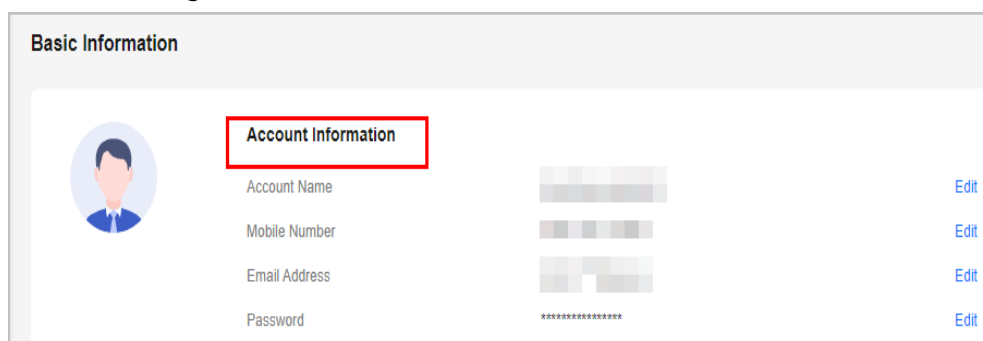 Basic Information
Account Information
Account Name Edit
Mobile Number Edit
Email Address Edit
Password **************** Edit